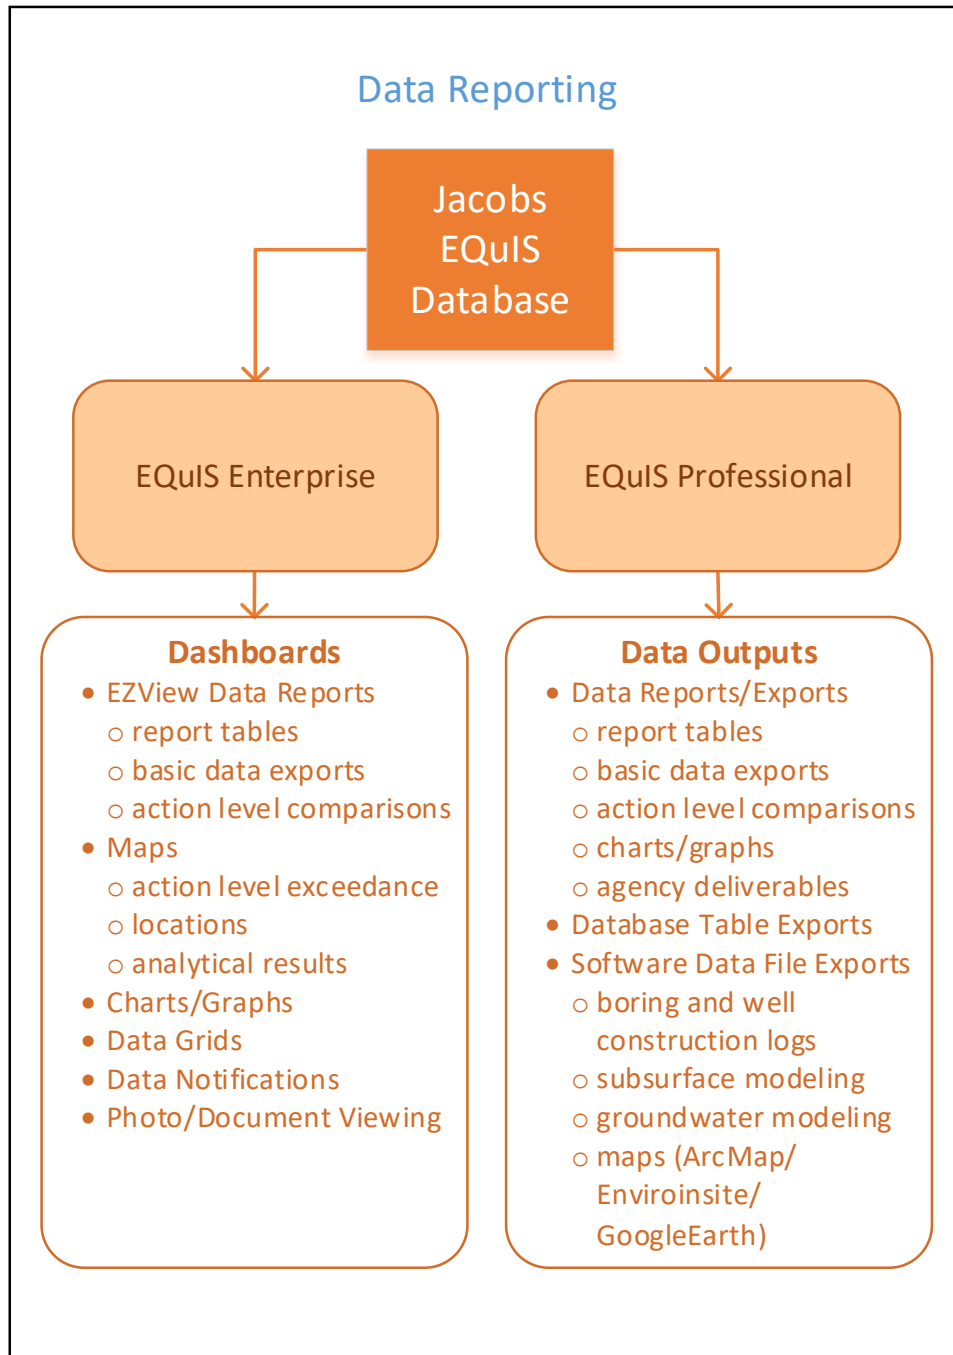 Data Reporting
Jacobs
EQuIS
Database
EQuIS Enterprise
EQuIS Professional
Dashboards
• EZView Data Reports
o report tables
o basic data exports
o action level comparisons
• Maps
o action level exceedance
o locations
o analytical results
• Charts/Graphs
• Data Grids
• Data Notifications
• Photo/Document Viewing
Data Outputs
• Data Reports/Exports
o report tables
o basic data exports
o action level comparisons
o charts/graphs
o agency deliverables
• Database Table Exports
• Software Data File Exports
o boring and well
construction logs
o subsurface modeling
o groundwater modeling
o maps (ArcMap/
Enviroinsite/
GoogleEarth)